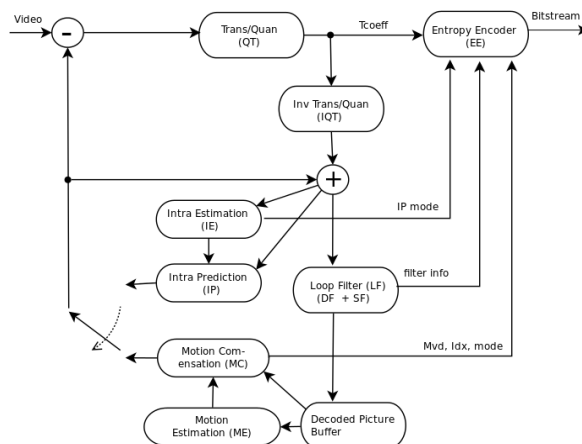 Video
-
Trans/Quan
(QT)
Tcoeff
Entropy Encoder
(EE)
Bitstream
Inv Trans/Quan
(IQT)
+
Intra Estimation
(IE)
IP mode
Intra Prediction
(IP)
Loop Filter (LF)
(DF + SF)
filter info
Motion Com-
ensation (MC)
Mvd, Idx, mode
Motion
Estimation (ME)
Decoded Picture
Buffer